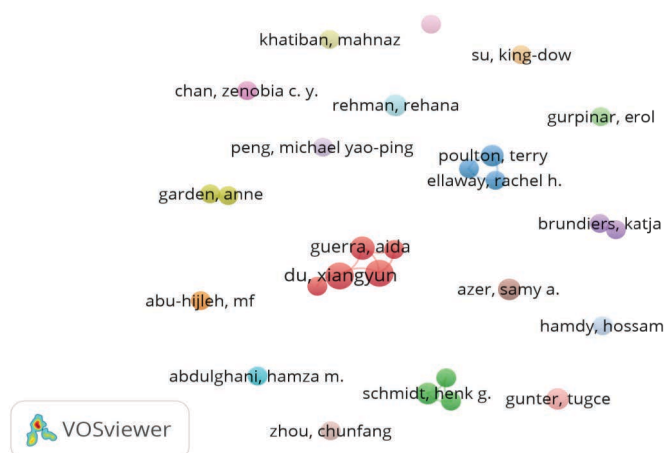 khatiban, mahnaz
su, king-dow
chan, zenobia c. y.
rehman, rehana
gurpinar, erol
peng, michael yao-ping
poulton, terry
ellaway, rachel h.
garden, anne
brundiers, katja
guerra, aida
du, xiangyun
azer, samy a.
abu-hijleh, mf
hamdy, hossam
abdulghani, hamza m.
schmidt, henk g.
gunter, tugce
zhou, chunfang
VOSviewer